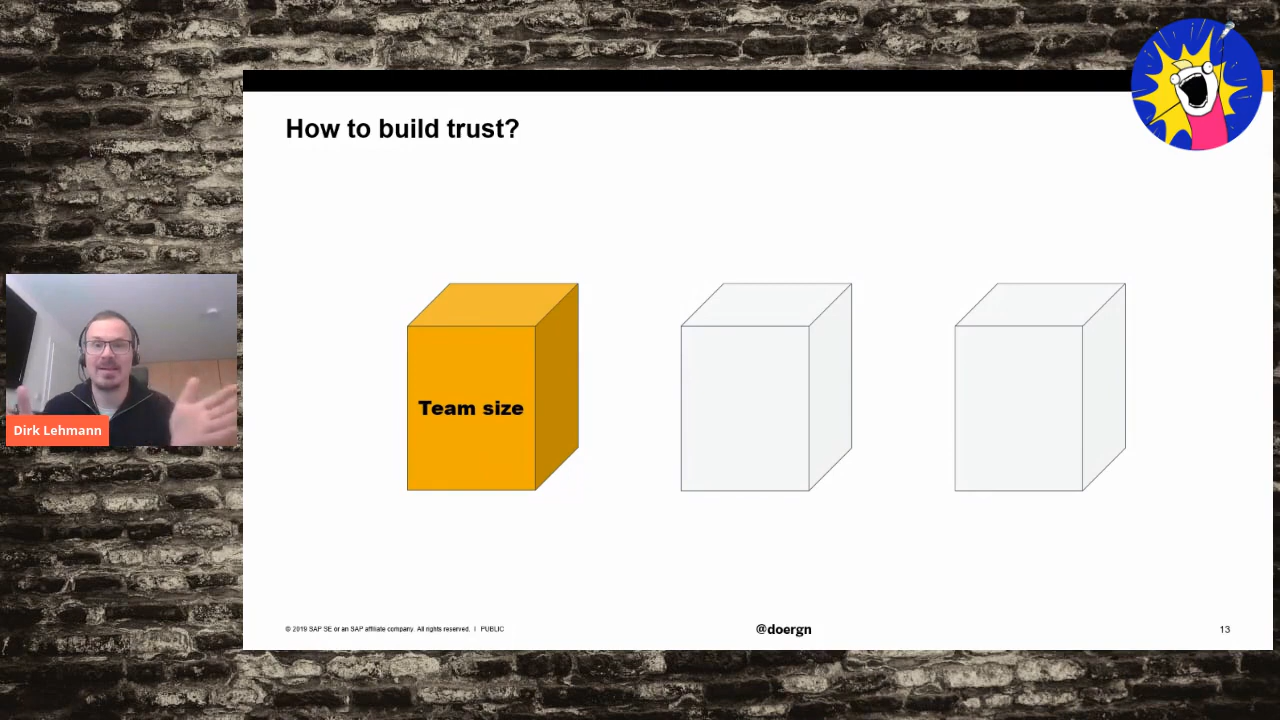 How to build trust?
Team size
Dirk Lehmann
© 2019 SAP SE or an SAP affiliate company. All rights reserved. I PUBLIC
@doergn
13